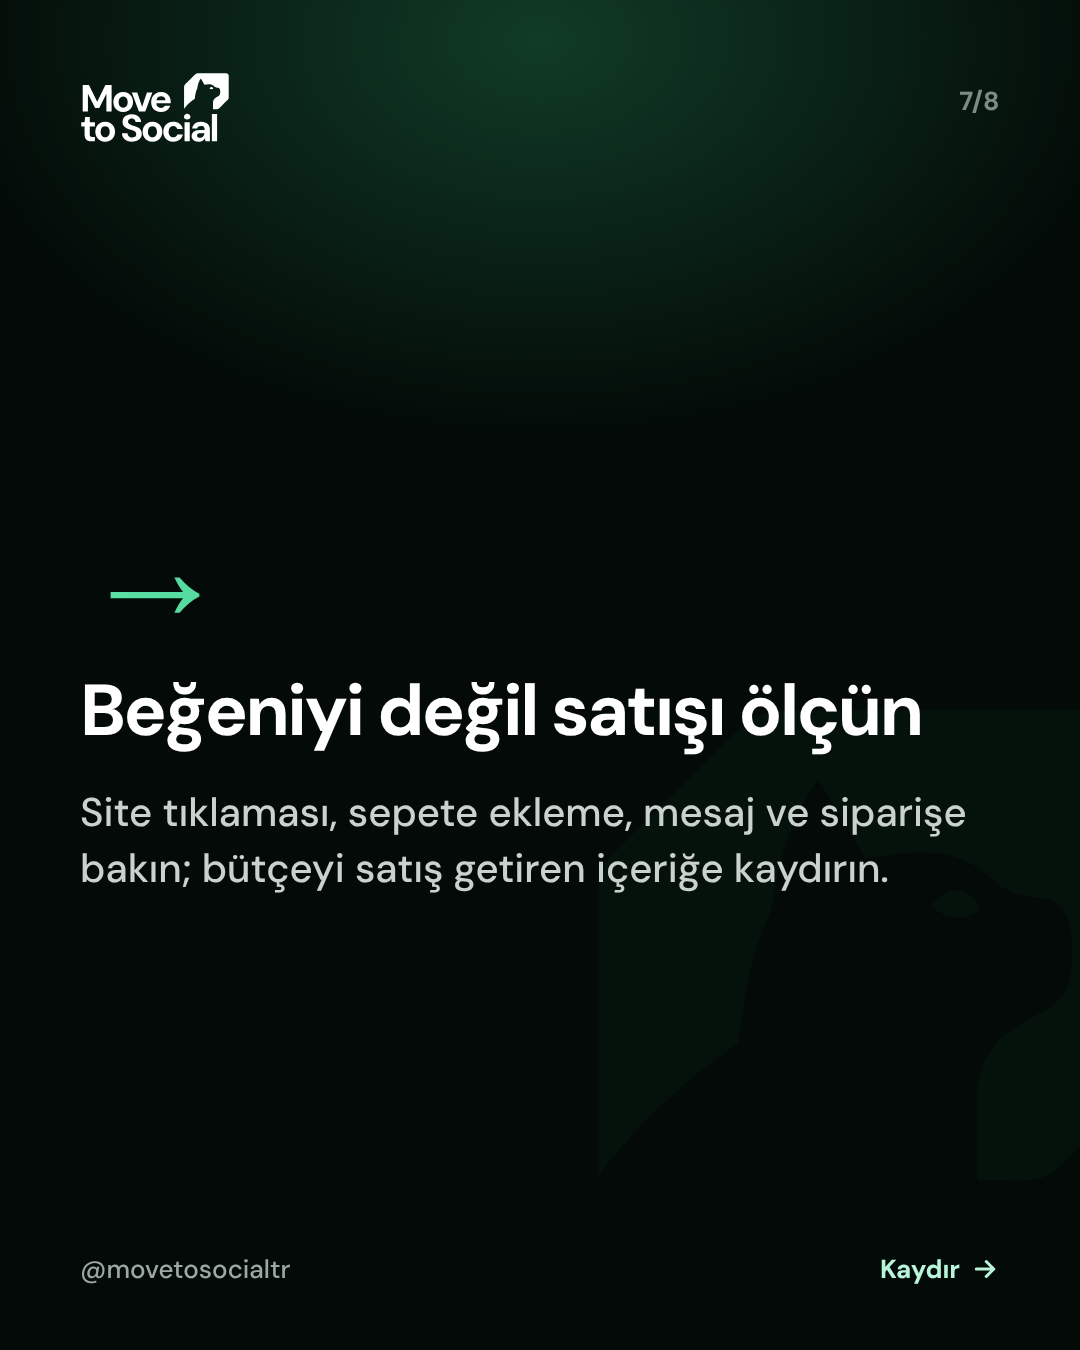 Move
to Social
7/8
→
Beğeniyi değil satışı ölçün
Site tıklaması, sepete ekleme, mesaj ve siparişe
bakın; bütçeyi satış getiren içeriğe kaydırın.
@movetosocialtr
Kaydır →